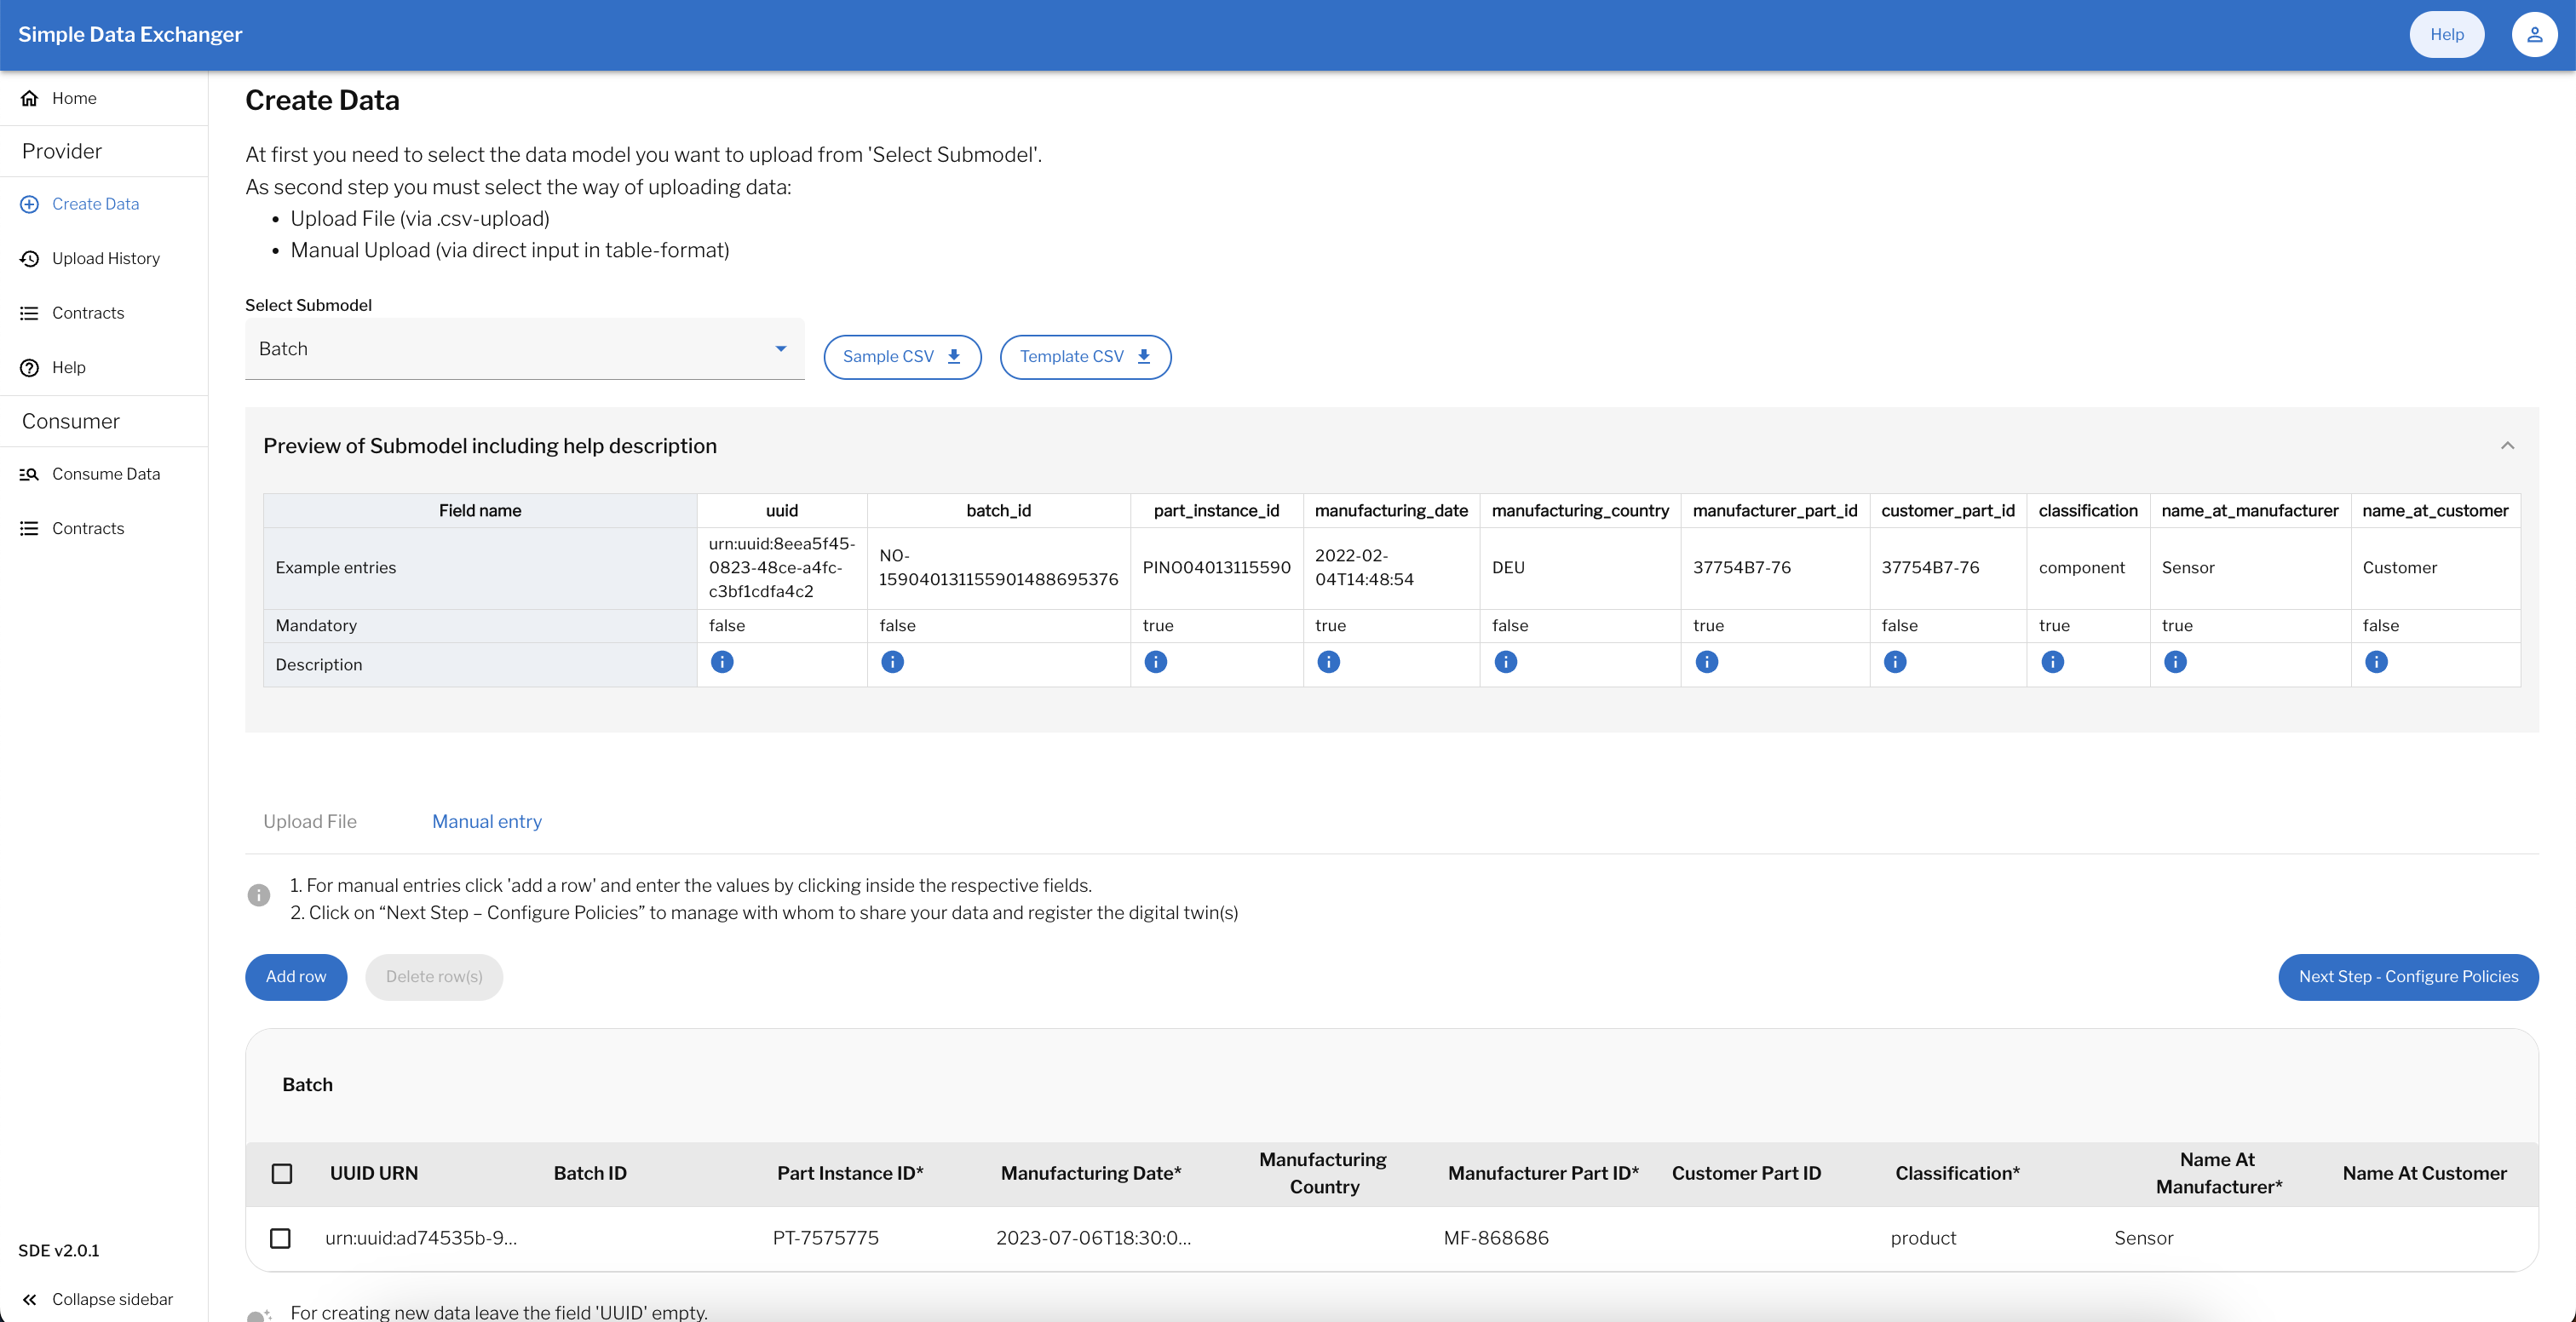 Simple Data Exchanger
Help
Home
Provider
Create Data
Upload History
Contracts
Help
Consumer
Consume Data
Contracts
SDE v2.0.1
Collapse sidebar
Create Data
At first you need to select the data model you want to upload from 'Select Submodel'.
As second step you must select the way of uploading data:
• Upload File (via .csv-upload)
• Manual Upload (via direct input in table-format)
Select Submodel
Batch
Sample CSV
Template CSV
Preview of Submodel including help description
Field name uuid batch_id part_instance_id manufacturing_date manufacturing_country manufacturer_part_id customer_part_id classification name_at_manufacturer name_at_customer
Example entries
urn:uuid:8eea5f45-
0823-48ce-a4fc-
c3bf1cdfa4c2
NO-
159040131155901488695376
PINO04013115590
2022-02-
04T14:48:54
DEU
37754B7-76
37754B7-76
component
Sensor
Customer
Mandatory false false true true false true false true true false
Description
Upload File
Manual entry
1. For manual entries click 'add a row' and enter the values by clicking inside the respective fields.
2. Click on “Next Step – Configure Policies” to manage with whom to share your data and register the digital twin(s)
Add row
Delete row(s)
Next Step - Configure Policies
Batch
UUID URN
Batch ID
Part Instance ID*
Manufacturing Date*
Manufacturing
Country
Manufacturer Part ID*
Customer Part ID
Classification*
Name At
Manufacturer*
Name At Customer
urn:uuid:ad74535b-9... PT-7575775 2023-07-06T18:30:0... MF-868686 product Sensor
For creating new data leave the field 'UUID' empty.